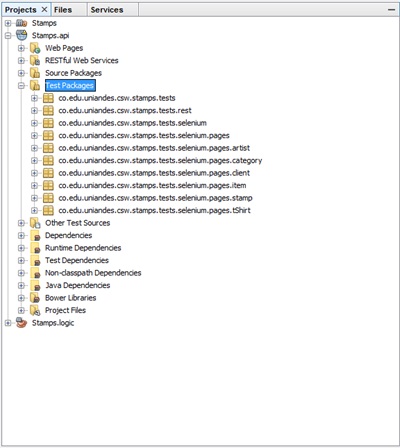 Projects Files Services
Stamps
Stamps.api
Web Pages
RESTful Web Services
Source Packages
Test Packages
co.edu.uniandes.csw.stamps.tests
co.edu.uniandes.csw.stamps.tests.rest
co.edu.uniandes.csw.stamps.tests.selenium
co.edu.uniandes.csw.stamps.tests.selenium.pages
co.edu.uniandes.csw.stamps.tests.selenium.pages.artist
co.edu.uniandes.csw.stamps.tests.selenium.pages.category
co.edu.uniandes.csw.stamps.tests.selenium.pages.client
co.edu.uniandes.csw.stamps.tests.selenium.pages.item
co.edu.uniandes.csw.stamps.tests.selenium.pages.stamp
co.edu.uniandes.csw.stamps.tests.selenium.pages.tShirt
Other Test Sources
Dependencies
Runtime Dependencies
Test Dependencies
Non-classpath Dependencies
Java Dependencies
Bower Libraries
Project Files
Stamps.logic